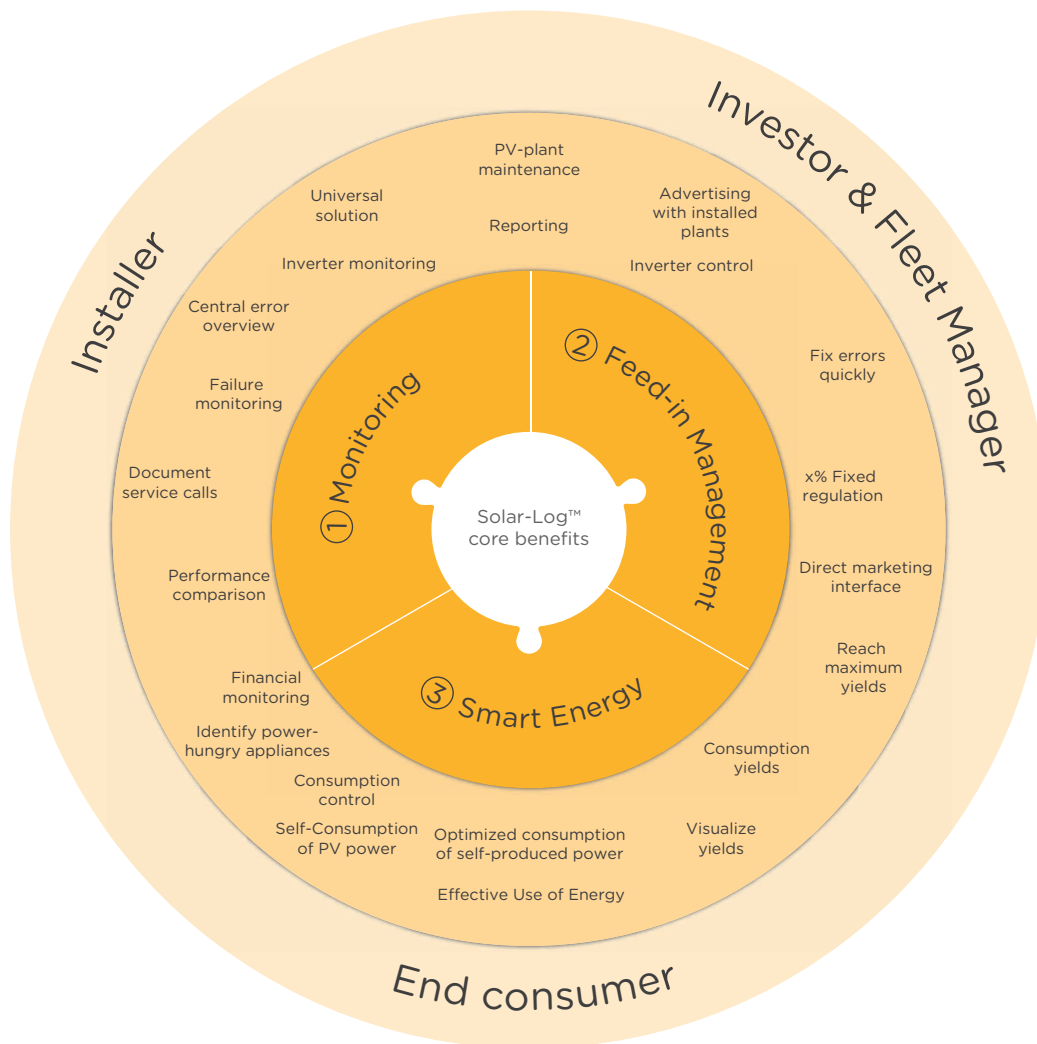 Installer
Investor & Fleet Manager
End consumer
PV-plant
maintenance
Universal
solution
Advertising
with installed
plants
Reporting
Inverter monitoring
Inverter control
Central error
overview
Fix errors
quickly
Failure
monitoring
Document
service calls
x% Fixed
regulation
Performance
comparison
Direct marketing
interface
Financial
monitoring
Reach
maximum
yields
Identify power-
hungry appliances
Consumption
yields
Consumption
control
Self-Consumption
of PV power
Optimized consumption
of self-produced power
Visualize
yields
Effective Use of Energy
① Monitoring
② Feed-in Management
③ Smart Energy
Solar-Log™
core benefits